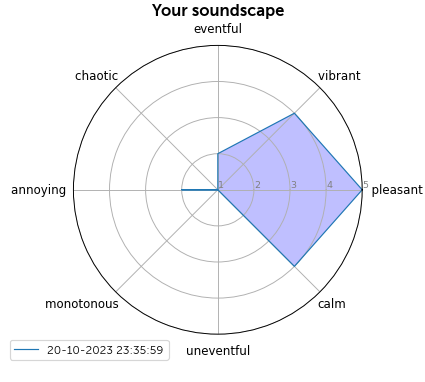 Your soundscape
eventful
chaotic
vibrant
annoying
1
2
3
4
5
pleasant
monotonous
calm
uneventful
20-10-2023 23:35:59